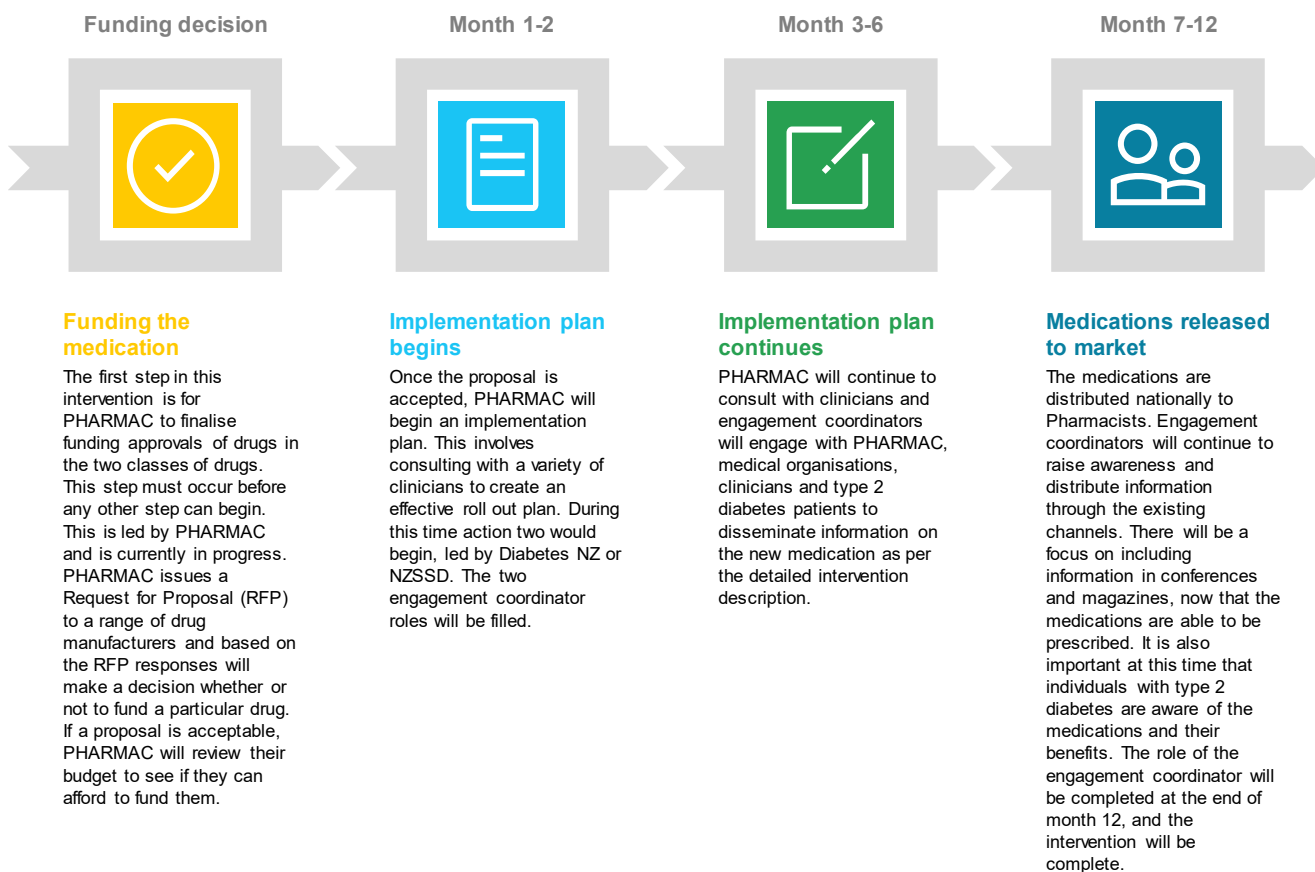 Funding decision
Month 1-2
Month 3-6
Month 7-12
Funding the
medication
The first step in this
intervention is for
PHARMAC to finalise
funding approvals of drugs in
the two classes of drugs.
This step must occur before
any other step can begin.
This is led by PHARMAC
and is currently in progress.
PHARMAC issues a
Request for Proposal (RFP)
to a range of drug
manufacturers and based on
the RFP responses will
make a decision whether or
not to fund a particular drug.
If a proposal is acceptable,
PHARMAC will review their
budget to see if they can
afford to fund them.
Implementation plan
begins
Once the proposal is
accepted, PHARMAC will
begin an implementation
plan. This involves
consulting with a variety of
clinicians to create an
effective roll out plan. During
this time action two would
begin, led by Diabetes NZ or
NZSSD. The two
engagement coordinator
roles will be filled.
Implementation plan
continues
PHARMAC will continue to
consult with clinicians and
engagement coordinators
will engage with PHARMAC,
medical organisations,
clinicians and type 2
diabetes patients to
disseminate information on
the new medication as per
the detailed intervention
description.
Medications released
to market
The medications are
distributed nationally to
Pharmacists. Engagement
coordinators will continue to
raise awareness and
distribute information
through the existing
channels. There will be a
focus on including
information in conferences
and magazines, now that the
medications are able to be
prescribed. It is also
important at this time that
individuals with type 2
diabetes are aware of the
medications and their
benefits. The role of the
engagement coordinator will
be completed at the end of
month 12, and the
intervention will be
complete.